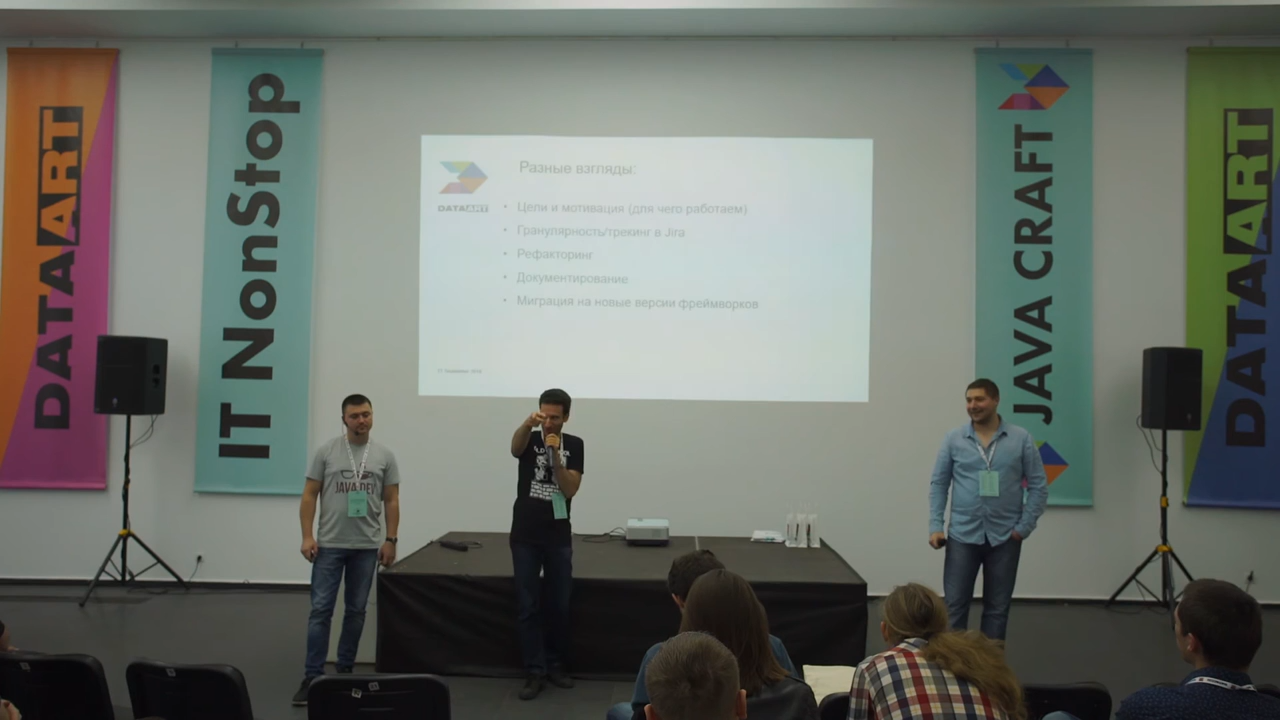 DATAART
IT NonStop
DATAART
Разные взгляды:
• Цели и мотивация (для чего работаем)
• Гранулярность/трекинг в Jira
• Рефакторинг
• Документирование
• Миграция на новые версии фреймворков
JAVA CRAFT
DATAART
JAVA DEV